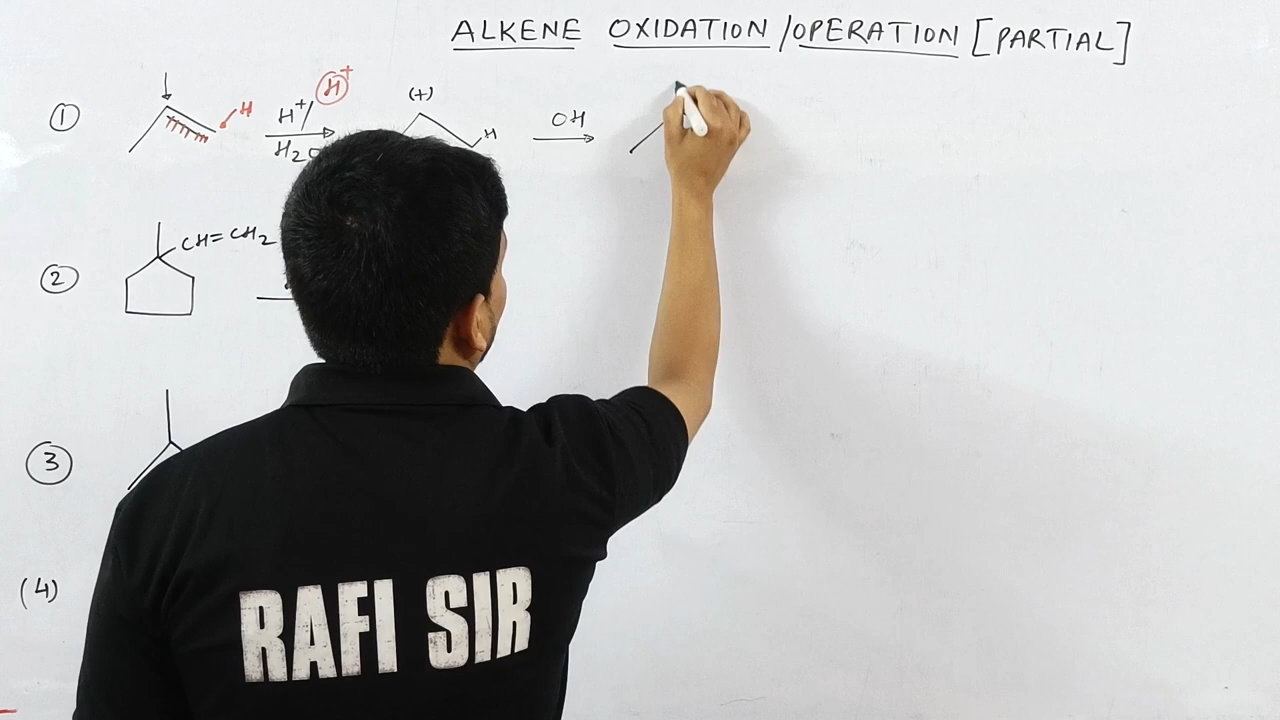 ALKENE OXIDATION /OPERATION [PARTIAL]
① H H⁺/ H⁺ (+) H OH
H₂O
② CH=CH₂
③
(4)
RAFI SIR